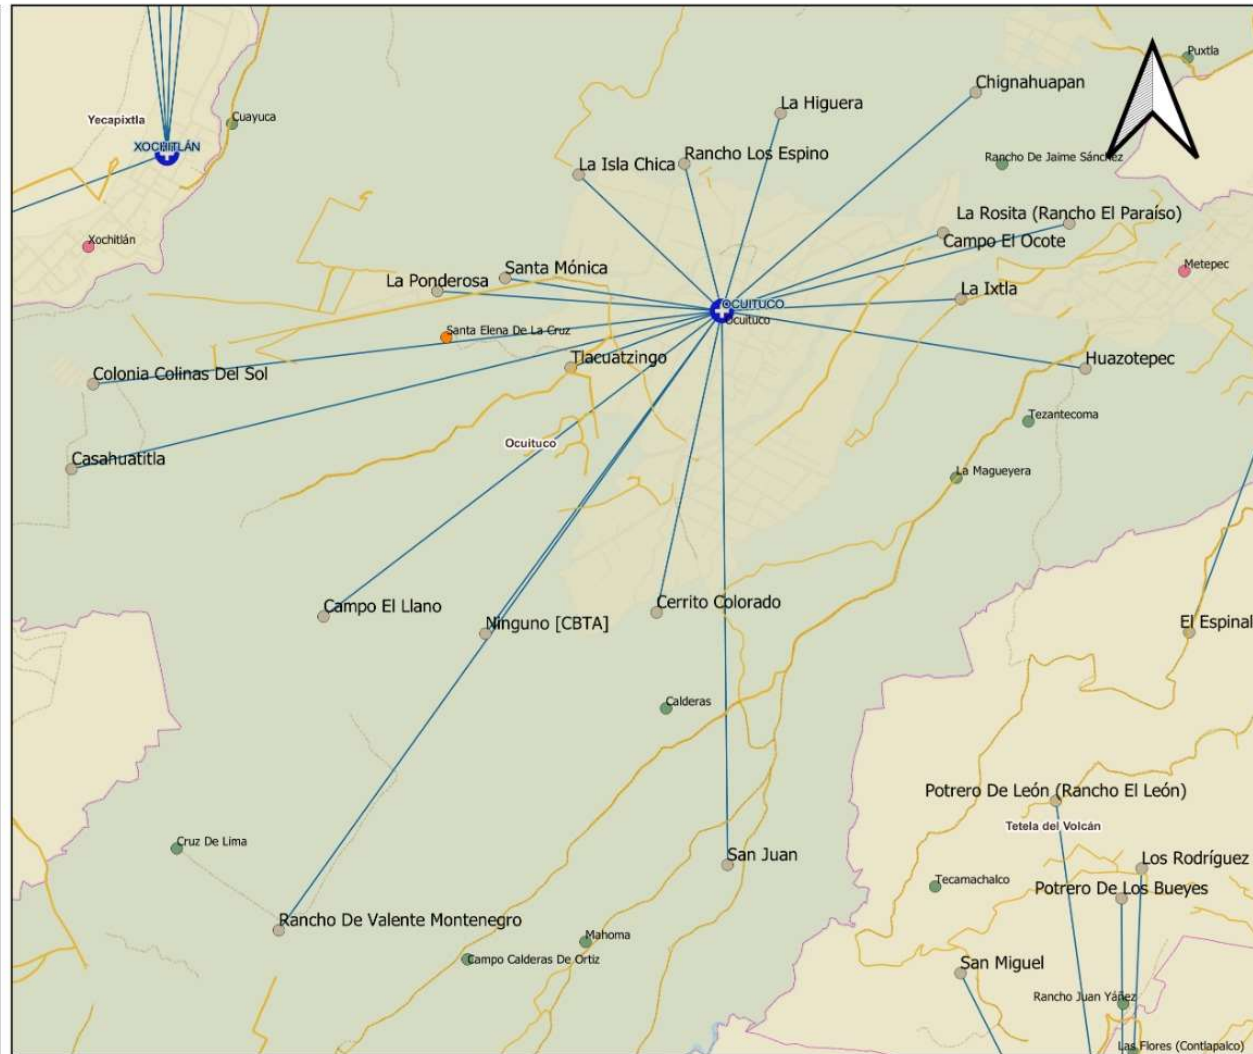 Puxtla
Chignahuapan
La Higuera
Yecapixtla
Cuayuca
XOCHITLÁN
La Isla Chica
Rancho Los Espino
Rancho De Jaime Sánchez
La Rosita (Rancho El Paraíso)
Xochitlán
Campo El Ocote
Metepec
Santa Mónica
La Ponderosa
La Ixtla
OCUITUCO
Ocuituco
Santa Elena De La Cruz
Tlacuatzingo
Huazotepec
Colonia Colinas Del Sol
Tezantecoma
Ocuituco
Casahuatitla
La Magueyera
Campo El Llano
Cerrito Colorado
Ninguno [CBTA]
El Espinal
Calderas
Potrero De León (Rancho El León)
Tetela del Volcán
Cruz De Lima
San Juan
Los Rodríguez
Tecamachalco
Potrero De Los Bueyes
Rancho De Valente Montenegro
Mahoma
Campo Calderas De Ortiz
San Miguel
Rancho Juan Yáñez
Las Flores (Contlapalco)